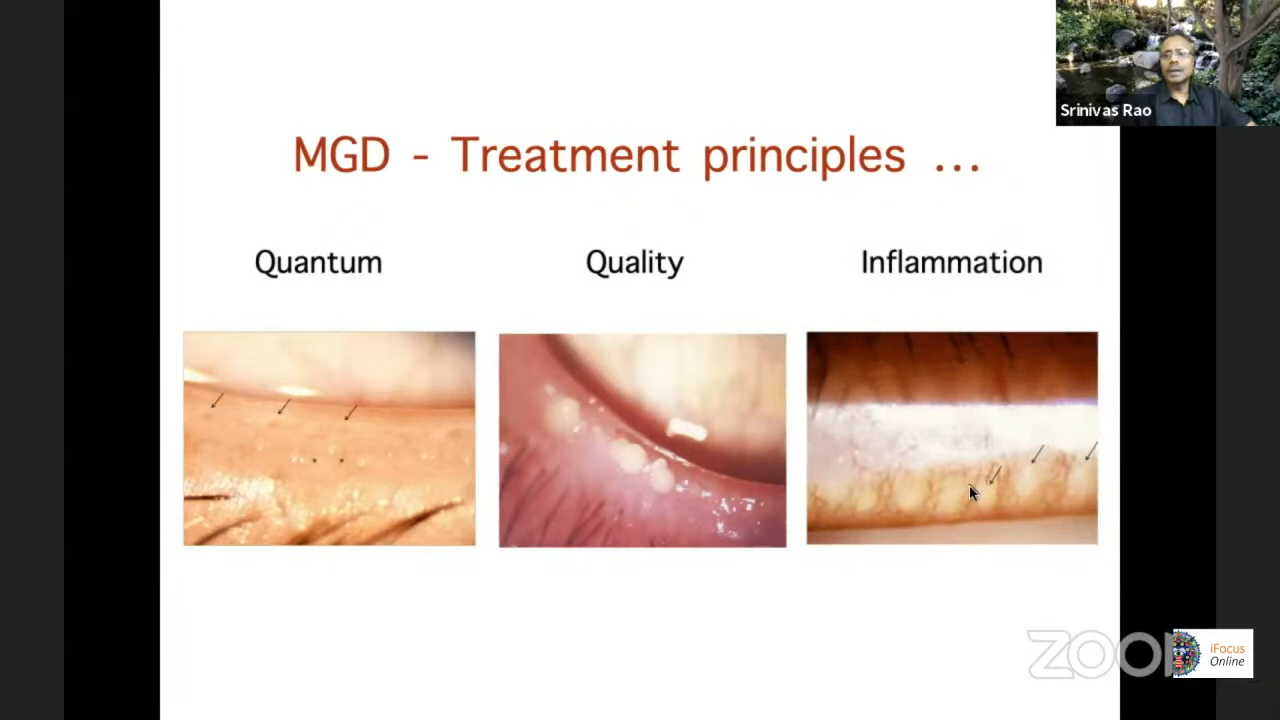 Srinivas Rao
MGD - Treatment principles ...
Quantum
Quality
Inflammation
ZOOM
iFocus
Online